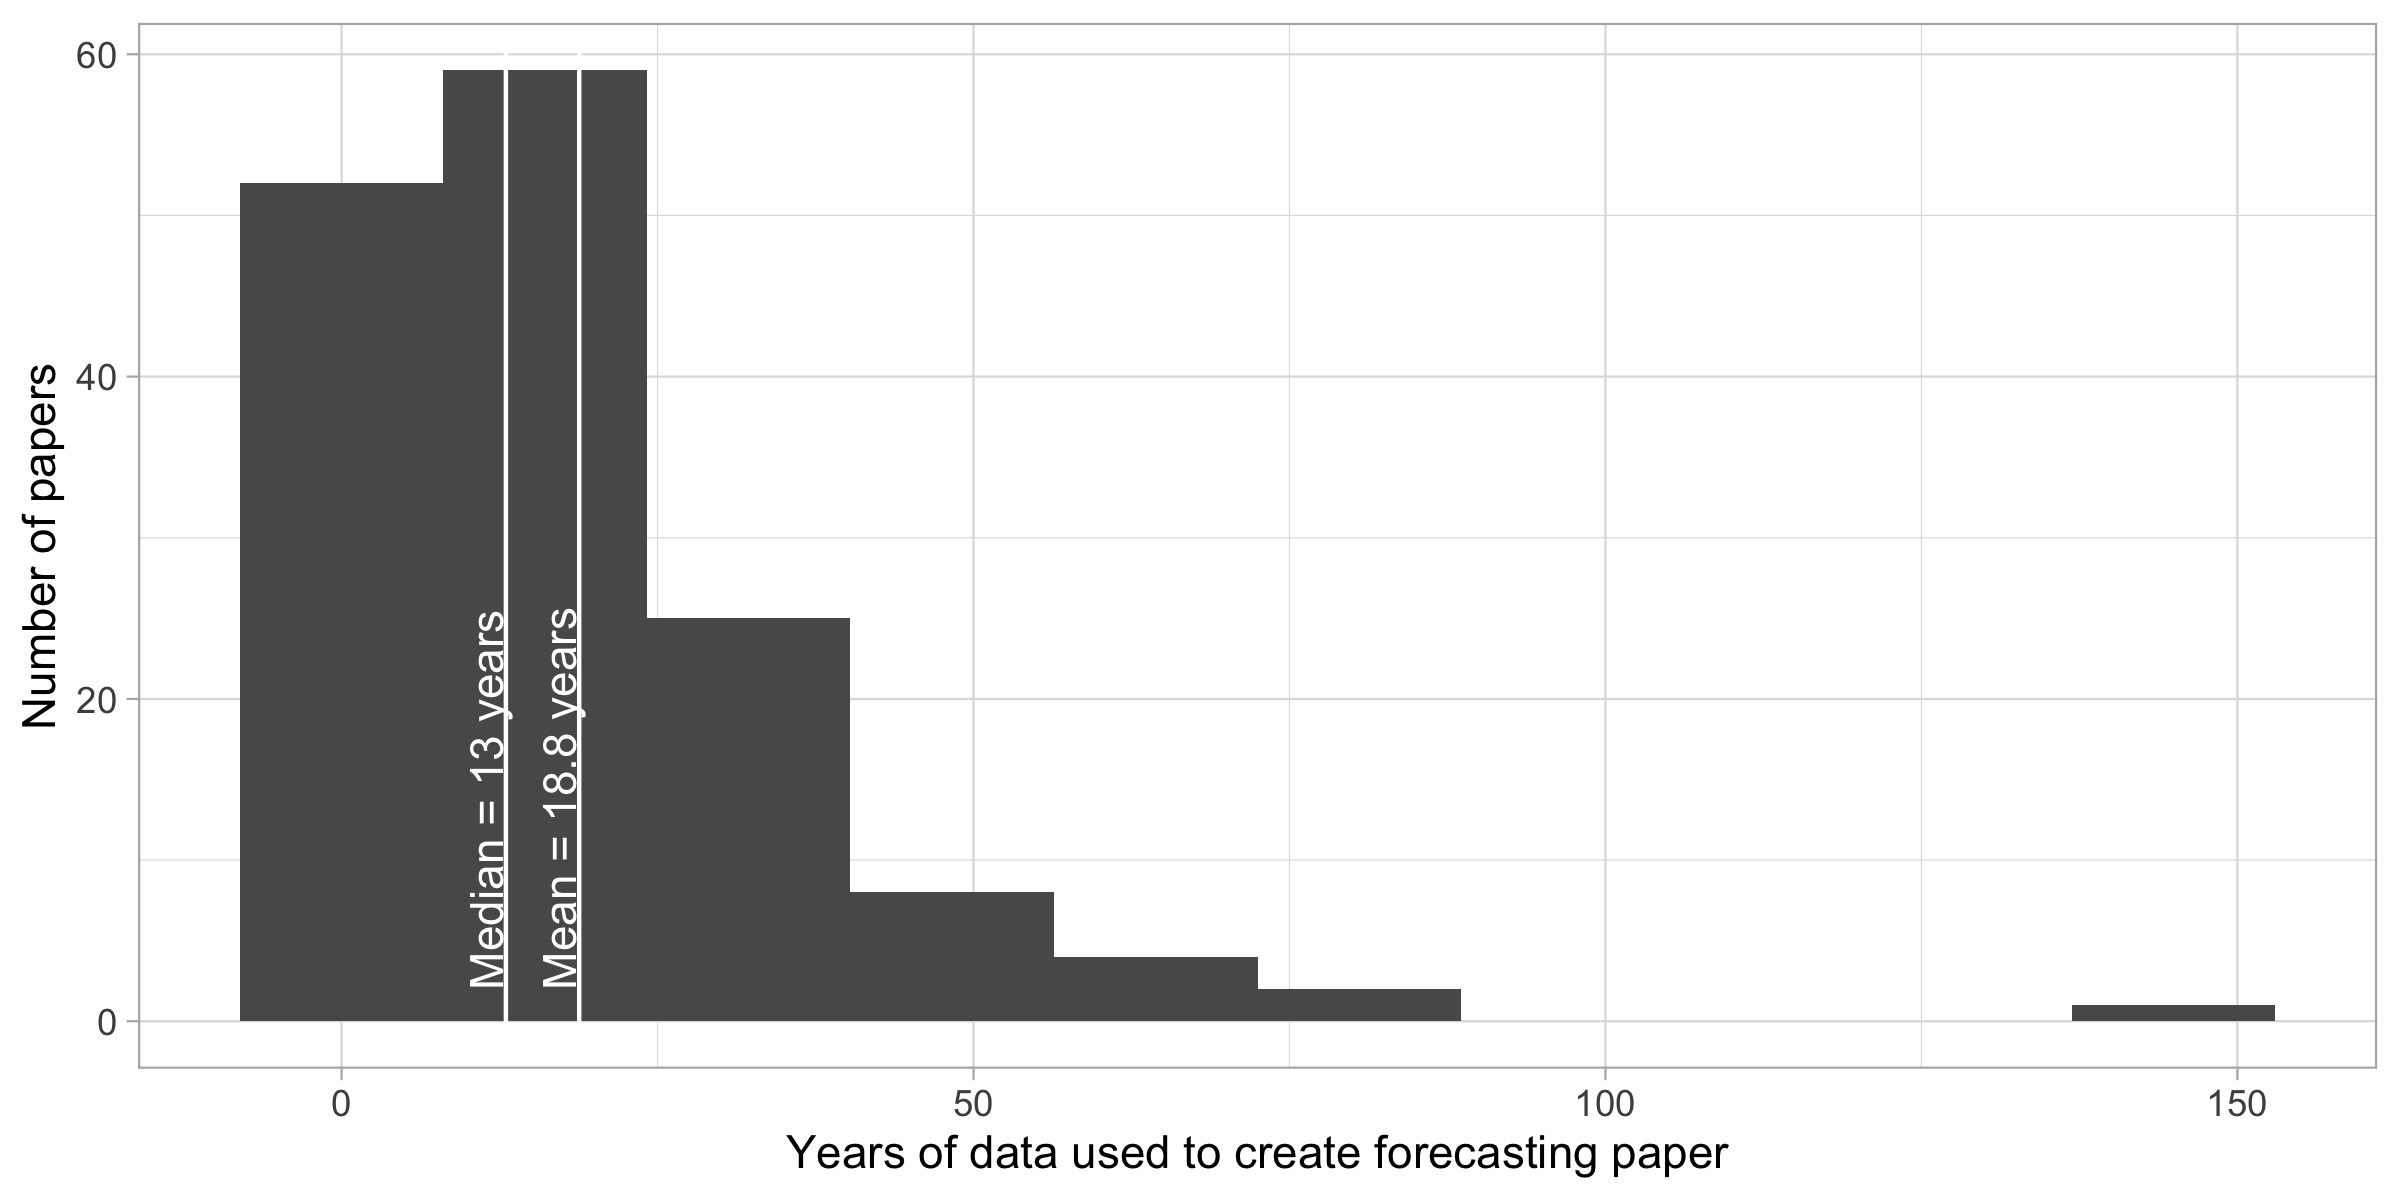 60
40
20
0
Number of papers
Median = 13 years
Mean = 18.8 years
0 50 100 150
Years of data used to create forecasting paper